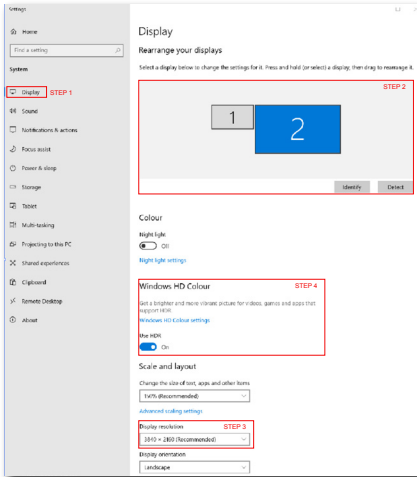 Settings
Home
Find a setting
System
Display STEP 1
Sound
Notifications & actions
Focus assist
Power & sleep
Storage
Tablet
Multi-tasking
Projecting to this PC
Shared experiences
Clipboard
Remote Desktop
About
Display
Rearrange your displays
Select a display below to change the settings for it. Press and hold (or select) a display, then drag to rearrange it.
STEP 2
1
2
Identify Detect
Colour
Night light
Off
Night light settings
Windows HD Colour STEP 4
Get a brighter and more vibrant picture for videos, games and apps that
support HDR.
Windows HD Colour settings
Use HDR
On
Scale and layout
Change the size of text, apps and other items
(Recommended)
Advanced scaling settings
Display resolution STEP 3
3840 × 2160 (Recommended)
Display orientation
Landscape